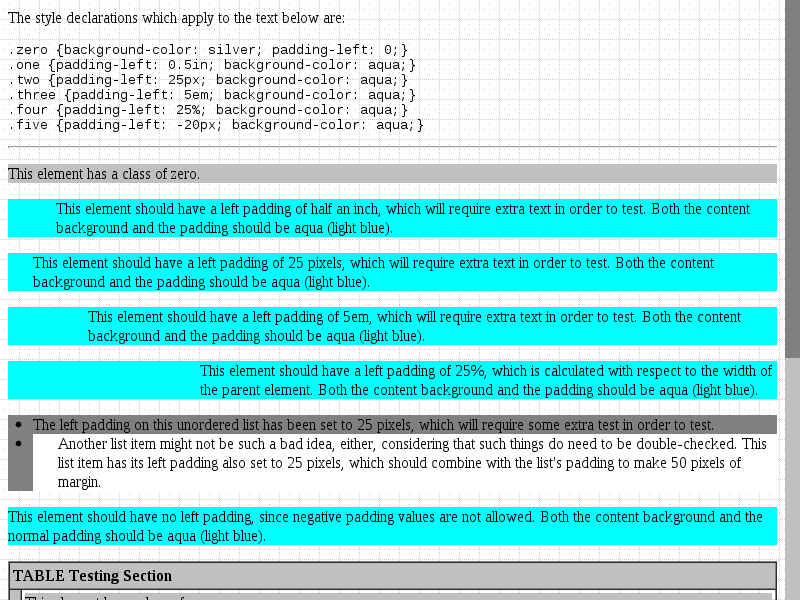 The style declarations which apply to the text below are:
.zero {background-color: silver; padding-left: 0;}
.one {padding-left: 0.5in; background-color: aqua;}
.two {padding-left: 25px; background-color: aqua;}
.three {padding-left: 5em; background-color: aqua;}
.four {padding-left: 25%; background-color: aqua;}
.five {padding-left: -20px; background-color: aqua;}
This element has a class of zero.
This element should have a left padding of half an inch, which will require extra text in order to test. Both the content
background and the padding should be aqua (light blue).
This element should have a left padding of 25 pixels, which will require extra text in order to test. Both the content
background and the padding should be aqua (light blue).
This element should have a left padding of 5em, which will require extra text in order to test. Both the content
background and the padding should be aqua (light blue).
This element should have a left padding of 25%, which is calculated with respect to the width of
the parent element. Both the content background and the padding should be aqua (light blue).
The left padding on this unordered list has been set to 25 pixels, which will require some extra test in order to test.
Another list item might not be such a bad idea, either, considering that such things do need to be double-checked. This
list item has its left padding also set to 25 pixels, which should combine with the list's padding to make 50 pixels of
margin.
This element should have no left padding, since negative padding values are not allowed. Both the content background and the
normal padding should be aqua (light blue).
TABLE Testing Section